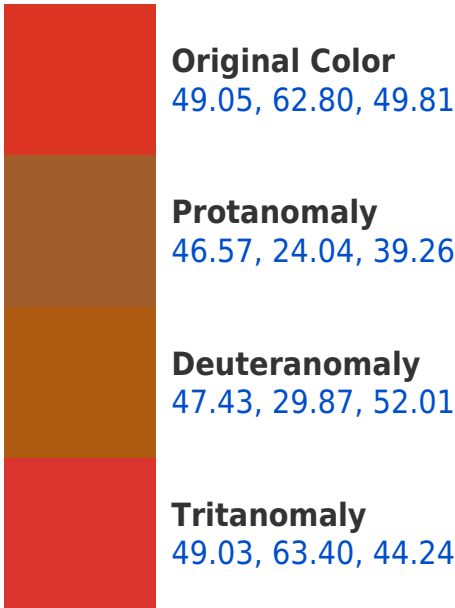 Original Color
49.05, 62.80, 49.81
Protanomaly
46.57, 24.04, 39.26
Deuteranomaly
47.43, 29.87, 52.01
Tritanomaly
49.03, 63.40, 44.24